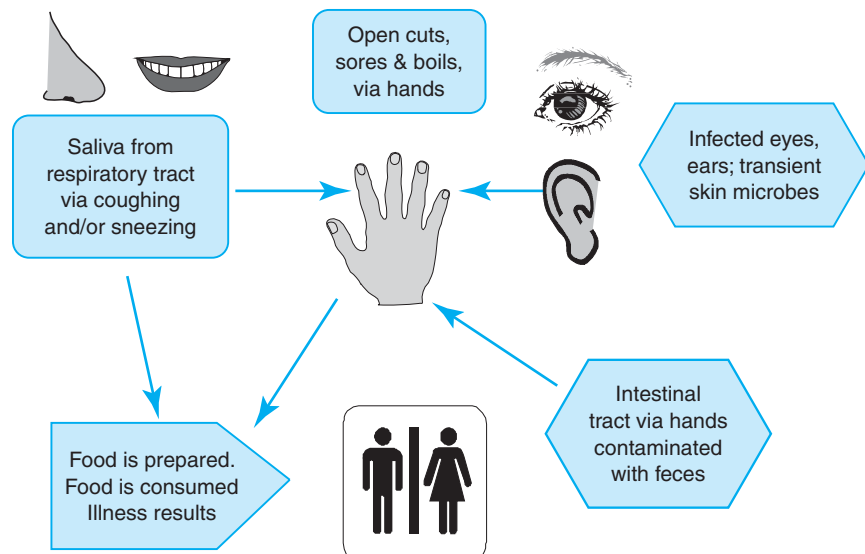 Open cuts,
sores & boils,
via hands
Saliva from
respiratory tract
via coughing
and/or sneezing
Infected eyes,
ears; transient
skin microbes
Intestinal
tract via hands
contaminated
with feces
Food is prepared.
Food is consumed
Illness results